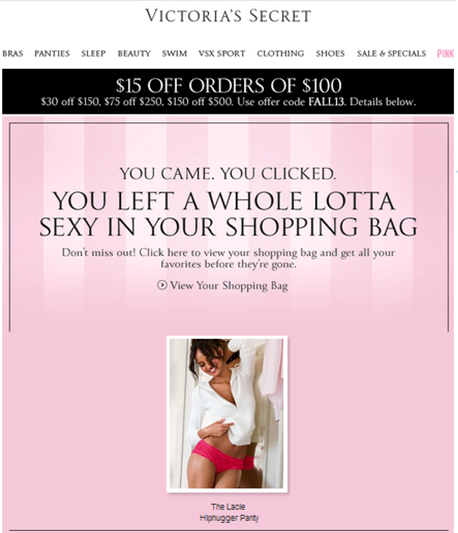 VICTORIA'S SECRET
BRAS PANTIES SLEEP BEAUTY SWIM VSX SPORT CLOTHING SHOES SALE & SPECIALS PINK
$15 OFF ORDERS OF $100
$30 off $150, $75 off $250, $150 off $500. Use offer code FALL13. Details below.
YOU CAME. YOU CLICKED.
YOU LEFT A WHOLE LOTTA
SEXY IN YOUR SHOPPING BAG
Don't miss out! Click here to view your shopping bag and get all your
favorites before they're gone.
View Your Shopping Bag
The Lacie
Hiphugger Panty